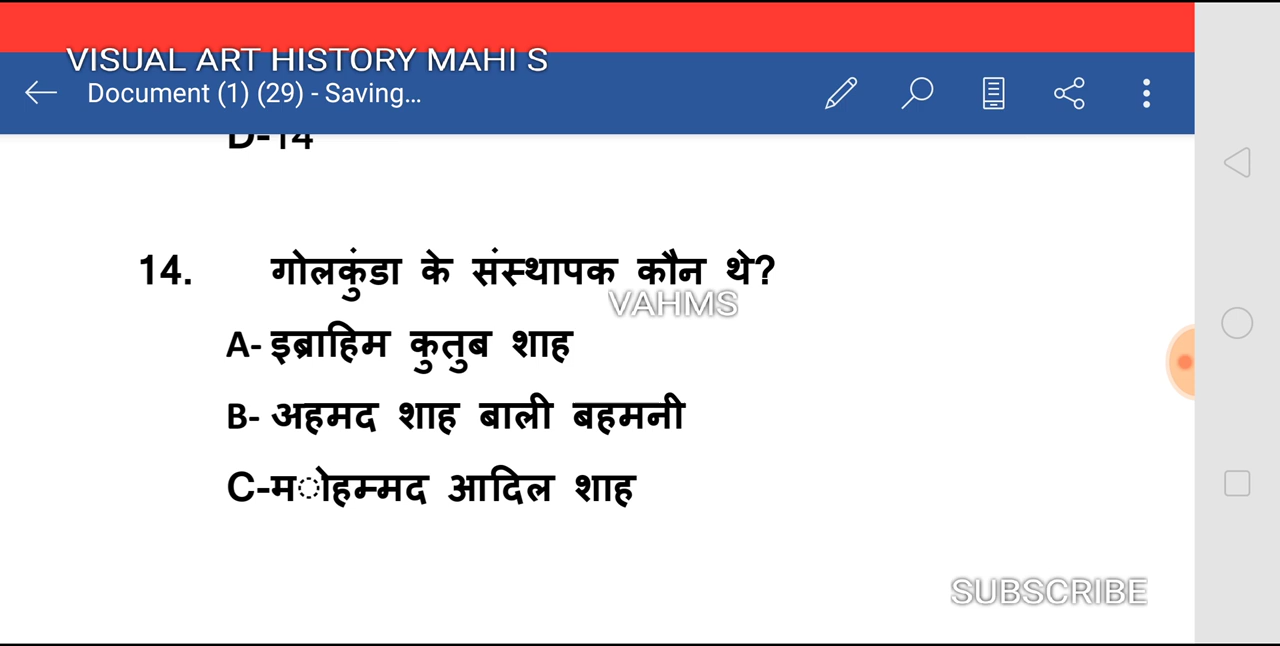 VISUAL ART HISTORY MAHI S
Document (1) (29) - Saving...
D-14
14. गोलकुंडा के संस्थापक कौन थे?
VAHMS
A- इब्राहिम कुतुब शाह
B- अहमद शाह बाली बहमनी
C-मोहम्मद आदिल शाह
SUBSCRIBE